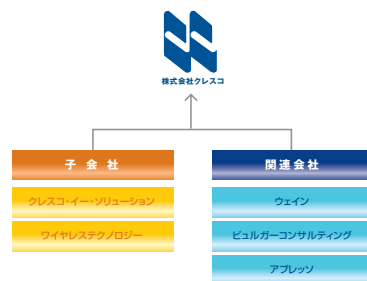 株式会社クレスコ
子会社
クレスコ・イー・ソリューション
ワイヤレステクノロジー
関連会社
ウェイン
ビュルガーコンサルティング
アプレッソ